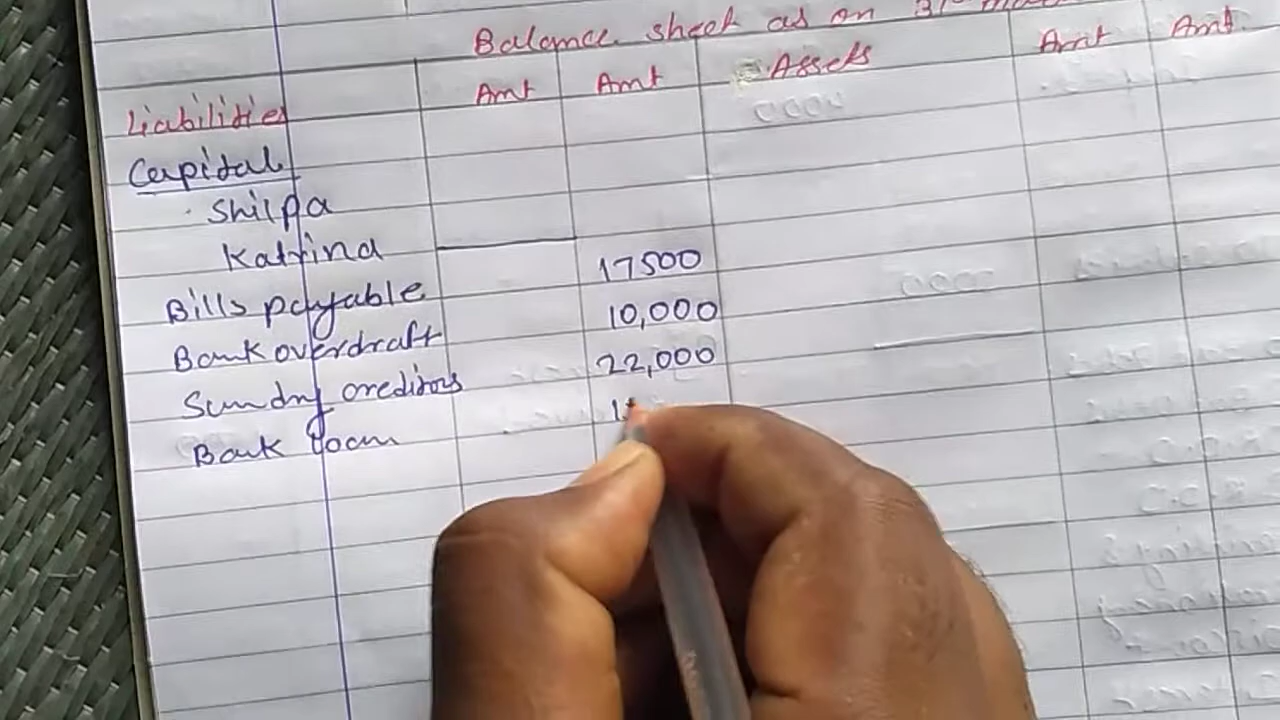 Balance sheet as on 31st
Liabilities Amt Amt Assets Amt Amt
Capital
Shilpa
Katrina
Bills payable 17500
Bank overdraft 10,000
Sundry creditors 22,000
Bank loan